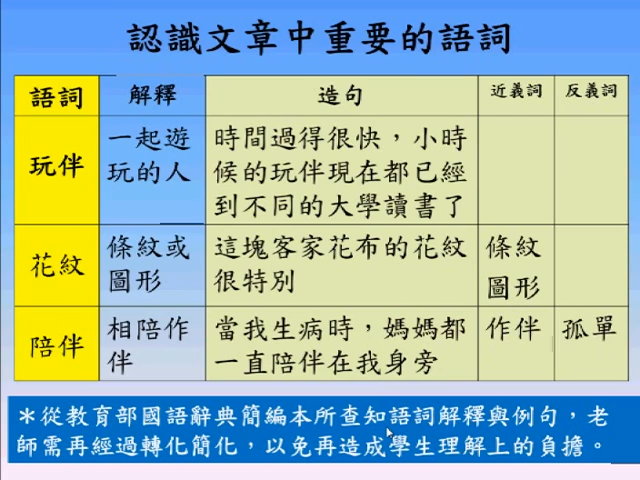 認識文章中重要的語詞
語詞 解釋 造句 近義詞 反義詞
玩伴
一起遊
玩的人
時間過得很快，小時
候的玩伴現在都已經
到不同的大學讀書了
花紋
條紋或
圖形
這塊客家花布的花紋
很特別
條紋
圖形
陪伴
相陪作
伴
當我生病時，媽媽都
一直陪伴在我身旁
作伴
孤單
＊從教育部國語辭典簡編本所查知語詞解釋與例句，老
師需再經過轉化簡化，以免再造成學生理解上的負擔。